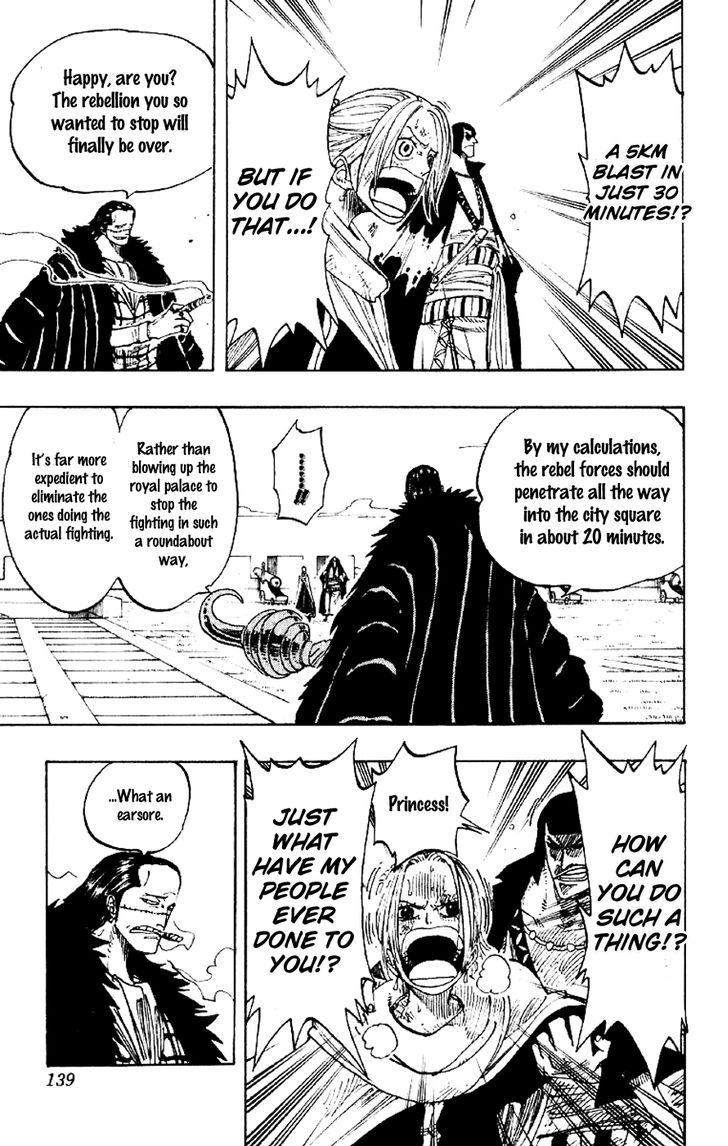 A 5KM
BLAST IN
JUST 30
MINUTES!?
BUT IF
YOU DO
THAT...!
Happy, are you?
The rebellion you so
wanted to stop will
finally be over.
By my calculations,
the rebel forces should
penetrate all the way
into the city square
in about 20 minutes.
......!!
Rather than
blowing up the
royal palace to
stop the
fighting in such
a roundabout
way,
It's far more
expedient to
eliminate the
ones doing the
actual fighting.
HOW
CAN
YOU DO
SUCH A
THING!?
Princess!
JUST
WHAT
HAVE MY
PEOPLE
EVER
DONE TO
YOU!?
...What an
earsore.
139